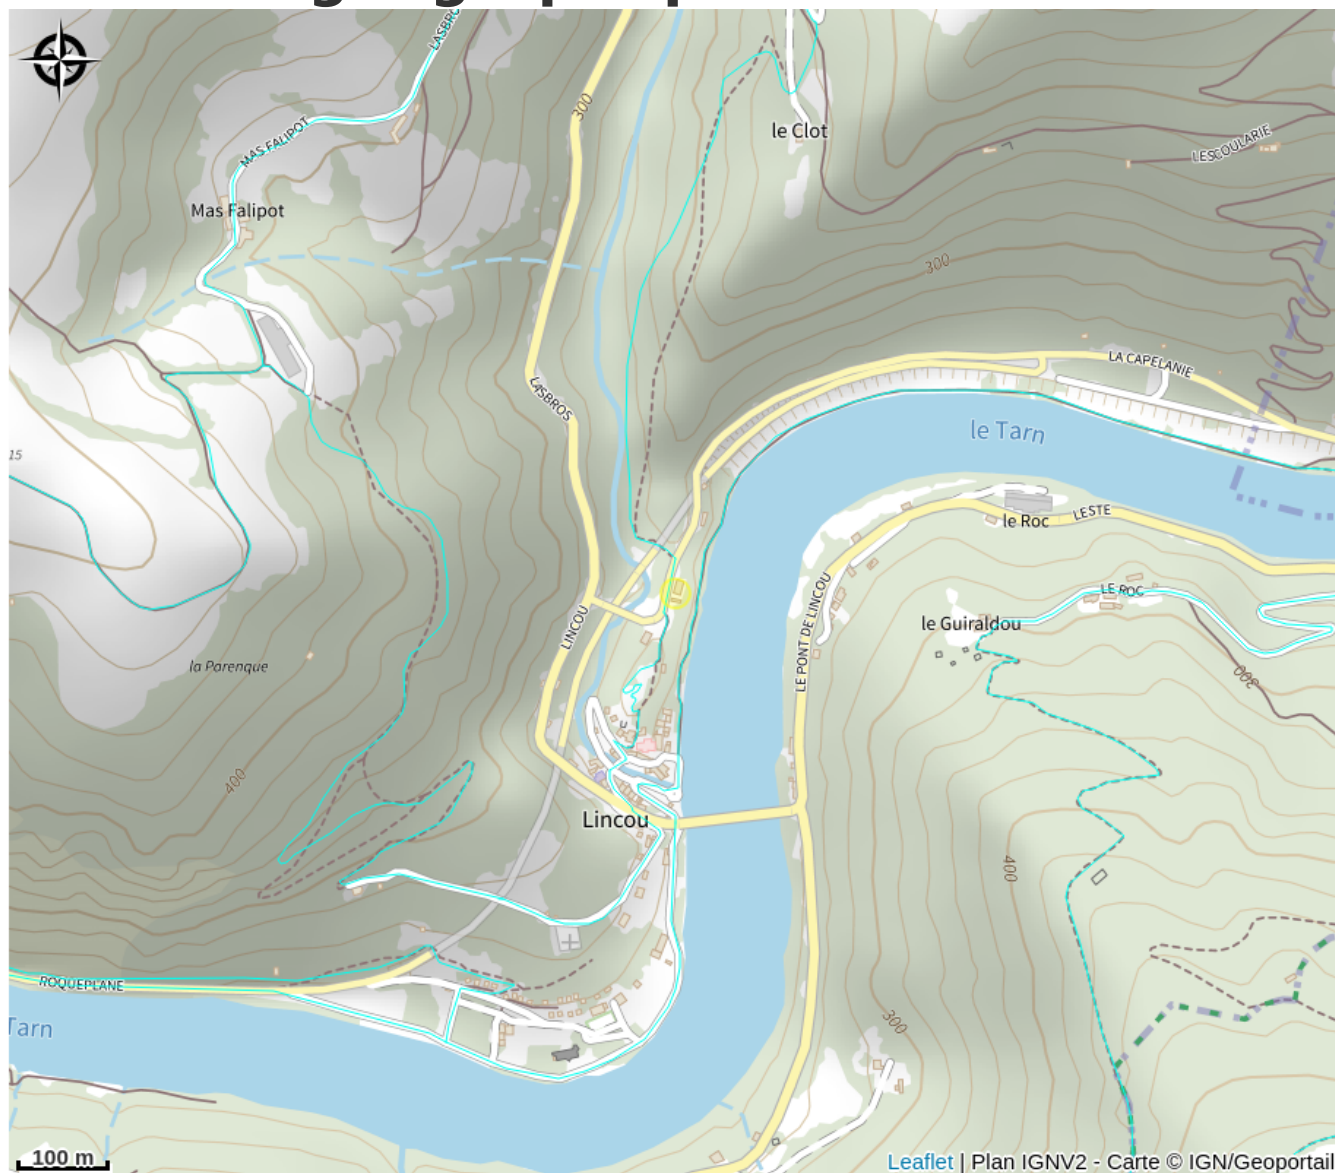 LASBRO
300
le Clot
MAS FALIPOT
LESCOULARIE
Mas Falipot
300
LA CAPELANIE
LASBROS
le Tarn
15
le Roc
LESTE
LE ROC
LINCOU
LE PONT DE LINCOU
le Guiraldou
la Parenque
300
400
Lincou
400
ROQUEPLANE
300
Tarn
100 m
Leaflet | Plan IGNV2 - Carte © IGN/Geoportail